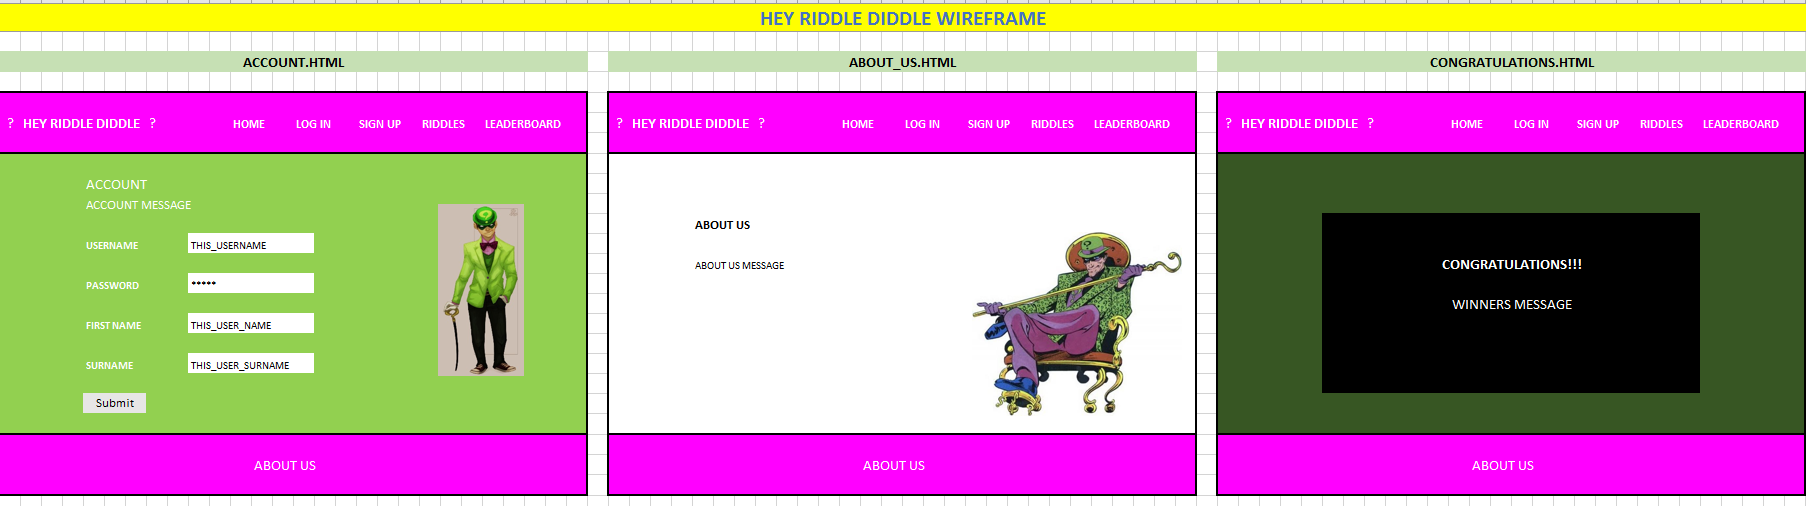 HEY RIDDLE DIDDLE WIREFRAME
ACCOUNT.HTML
? HEY RIDDLE DIDDLE ? HOME LOG IN SIGN UP RIDDLES LEADERBOARD
ACCOUNT
ACCOUNT MESSAGE
USERNAME THIS_USERNAME
PASSWORD *****
FIRST NAME THIS_USER_NAME
SURNAME THIS_USER_SURNAME
Submit
ABOUT US
ABOUT_US.HTML
? HEY RIDDLE DIDDLE ? HOME LOG IN SIGN UP RIDDLES LEADERBOARD
ABOUT US
ABOUT US MESSAGE
?
ABOUT US
CONGRATULATIONS.HTML
? HEY RIDDLE DIDDLE ? HOME LOG IN SIGN UP RIDDLES LEADERBOARD
CONGRATULATIONS!!!
WINNERS MESSAGE
ABOUT US